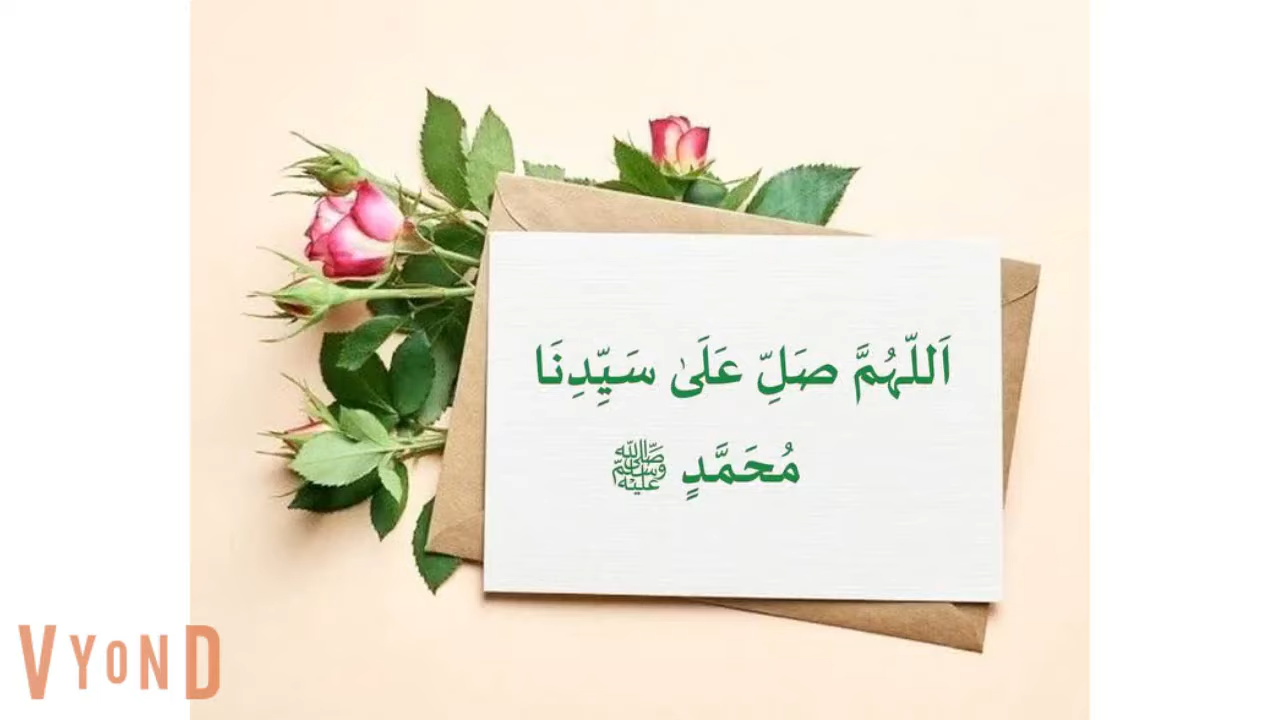 اَللّٰهُمَّ صَلِّ عَلَىٰ سَيِّدِنَا
مُحَمَّدٍ ﷺ
VYOND